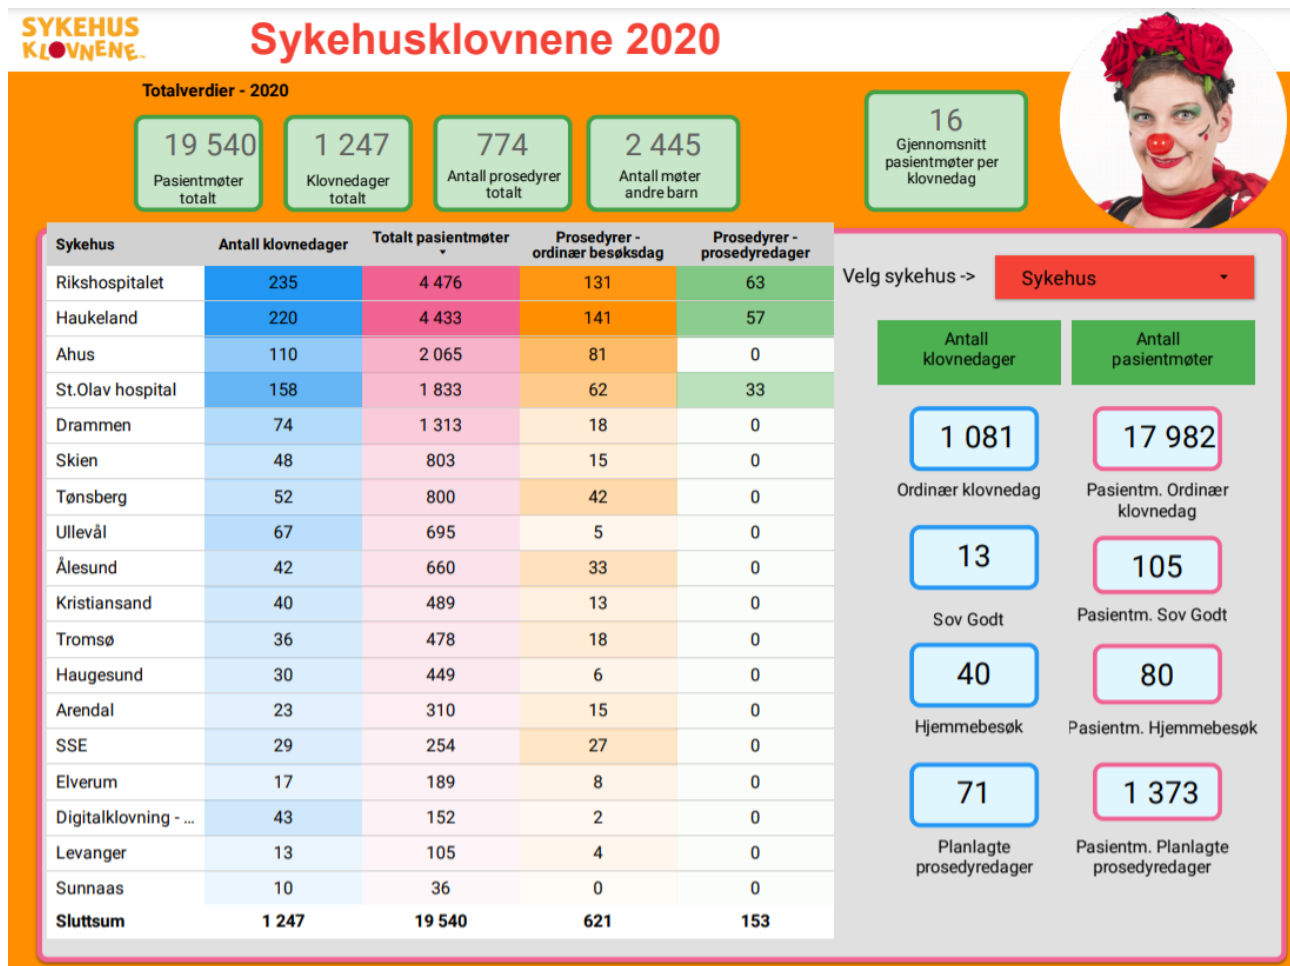 SYKEHUS
KLOVNENE
Sykehusklovnene 2020
Totalverdier - 2020
19 540
Pasientmøter
totalt
1 247
Klovnedager
totalt
774
Antall prosedyrer
totalt
2 445
Antall møter
andre barn
16
Gjennomsnitt
pasientmøter per
klovnedag
Sykehus Antall klovnedager Totalt pasientmøter Prosedyrer - ordinær besøksdag Prosedyrer - prosedyredager
Rikshospitalet 235 4 476 131 63
Haukeland 220 4 433 141 57
Ahus 110 2 065 81 0
St.Olav hospital 158 1 833 62 33
Drammen 74 1 313 18 0
Skien 48 803 15 0
Tønsberg 52 800 42 0
Ullevål 67 695 5 0
Ålesund 42 660 33 0
Kristiansand 40 489 13 0
Tromsø 36 478 18 0
Haugesund 30 449 6 0
Arendal 23 310 15 0
SSE 29 254 27 0
Elverum 17 189 8 0
Digitalklovning - ... 43 152 2 0
Levanger 13 105 4 0
Sunnaas 10 36 0 0
Sluttsum 1 247 19 540 621 153
Velg sykehus -> Sykehus
Antall
klovnedager
Antall
pasientmøter
1 081
Ordinær klovnedag
17 982
Pasientm. Ordinær
klovnedag
13
Sov Godt
105
Pasientm. Sov Godt
40
Hjemmebesøk
80
Pasientm. Hjemmebesøk
71
Planlagte
prosedyredager
1 373
Pasientm. Planlagte
prosedyredager